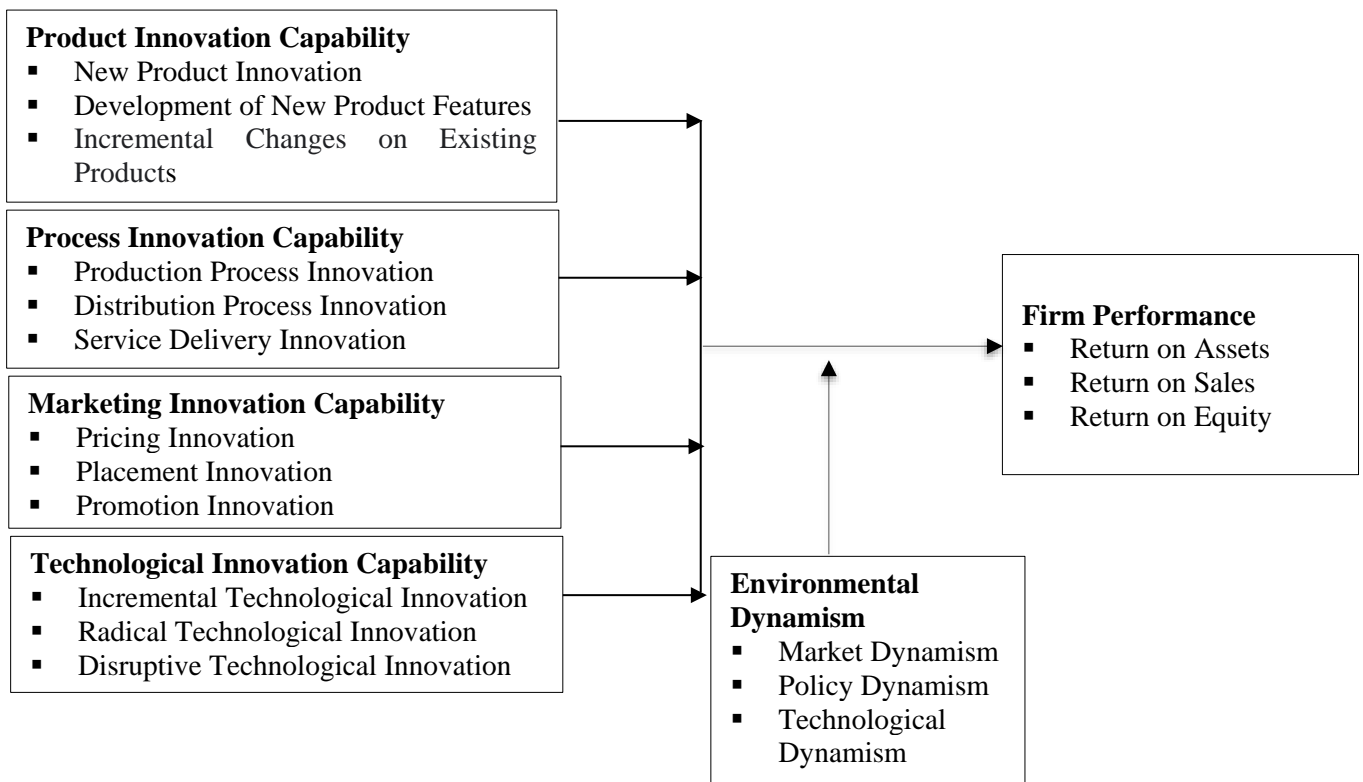 Product Innovation Capability
▪ New Product Innovation
▪ Development of New Product Features
▪ Incremental Changes on Existing
Products
Process Innovation Capability
▪ Production Process Innovation
▪ Distribution Process Innovation
▪ Service Delivery Innovation
Marketing Innovation Capability
▪ Pricing Innovation
▪ Placement Innovation
▪ Promotion Innovation
Technological Innovation Capability
▪ Incremental Technological Innovation
▪ Radical Technological Innovation
▪ Disruptive Technological Innovation
Environmental
Dynamism
▪ Market Dynamism
▪ Policy Dynamism
▪ Technological
Dynamism
Firm Performance
▪ Return on Assets
▪ Return on Sales
▪ Return on Equity